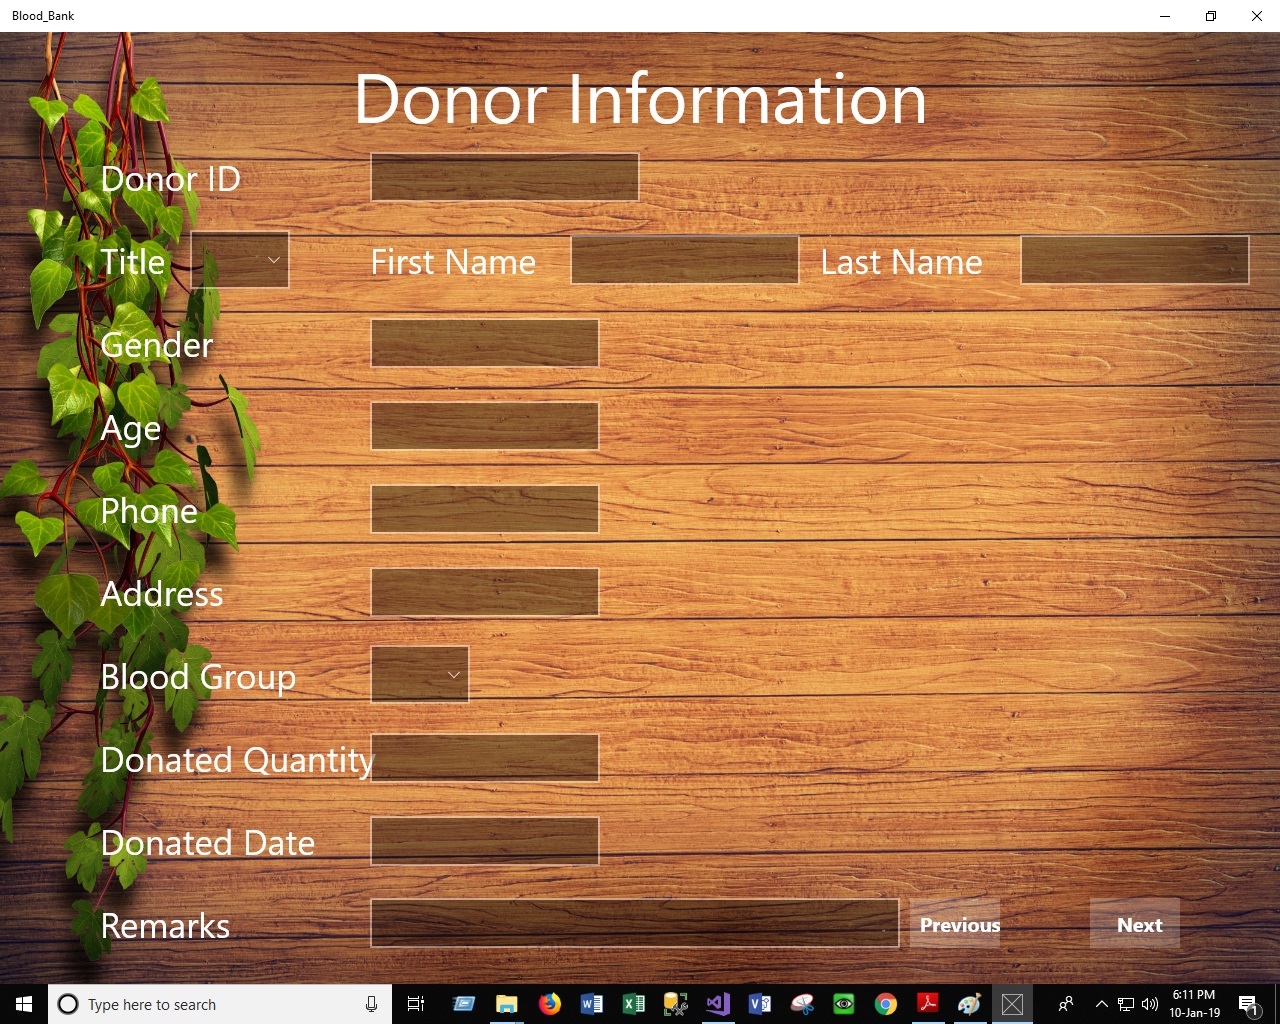 Blood_Bank
Donor Information
Donor ID
Title First Name Last Name
Gender
Age
Phone
Address
Blood Group
Donated Quantity
Donated Date
Remarks Previous Next
Type here to search
6:11 PM
10-Jan-19
1